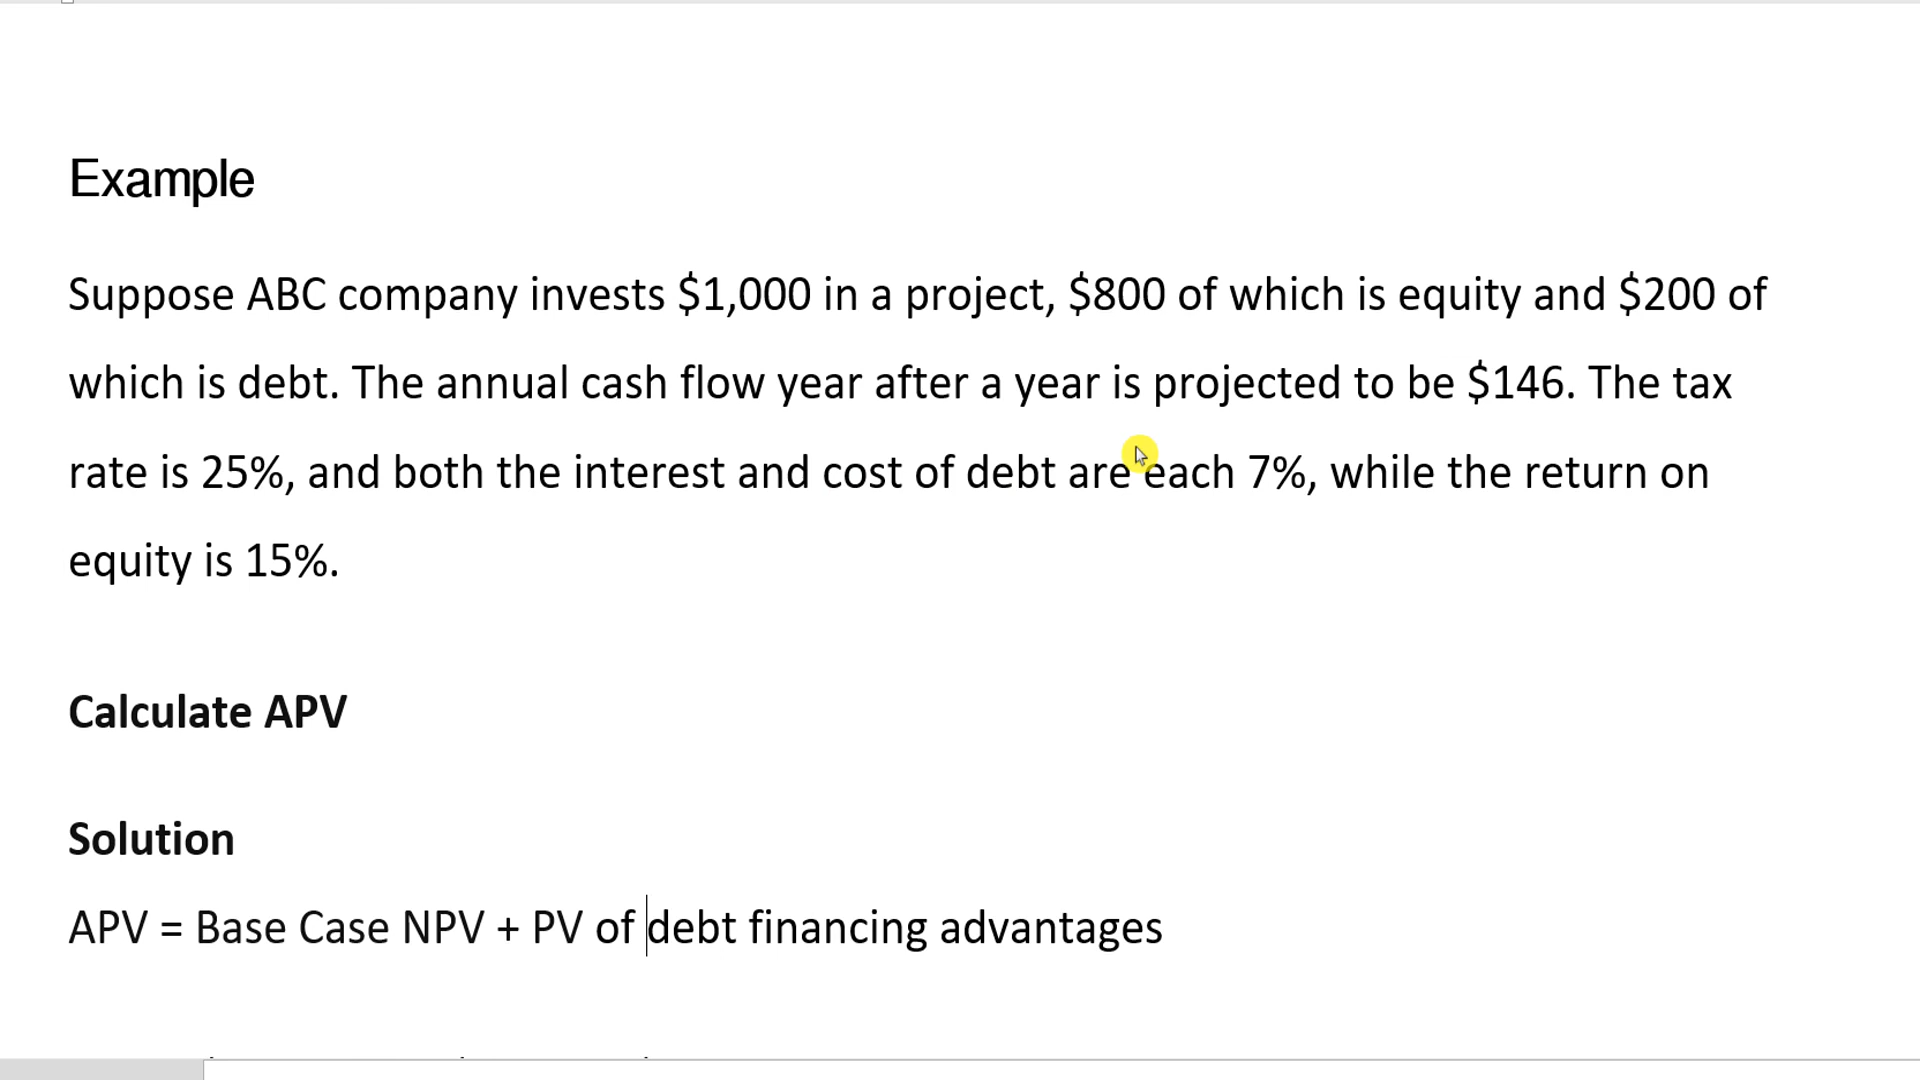 Example
Suppose ABC company invests $1,000 in a project, $800 of which is equity and $200 of
which is debt. The annual cash flow year after a year is projected to be $146. The tax
rate is 25%, and both the interest and cost of debt are each 7%, while the return on
equity is 15%.
Calculate APV
Solution
APV = Base Case NPV + PV of debt financing advantages